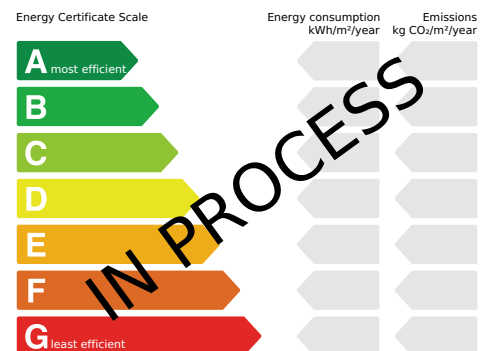 Energy Certificate Scale
Energy consumption
kWh/m²/year
Emissions
kg CO₂/m²/year
A most efficient
B
C
D
E
F
G least efficient
IN PROCESS